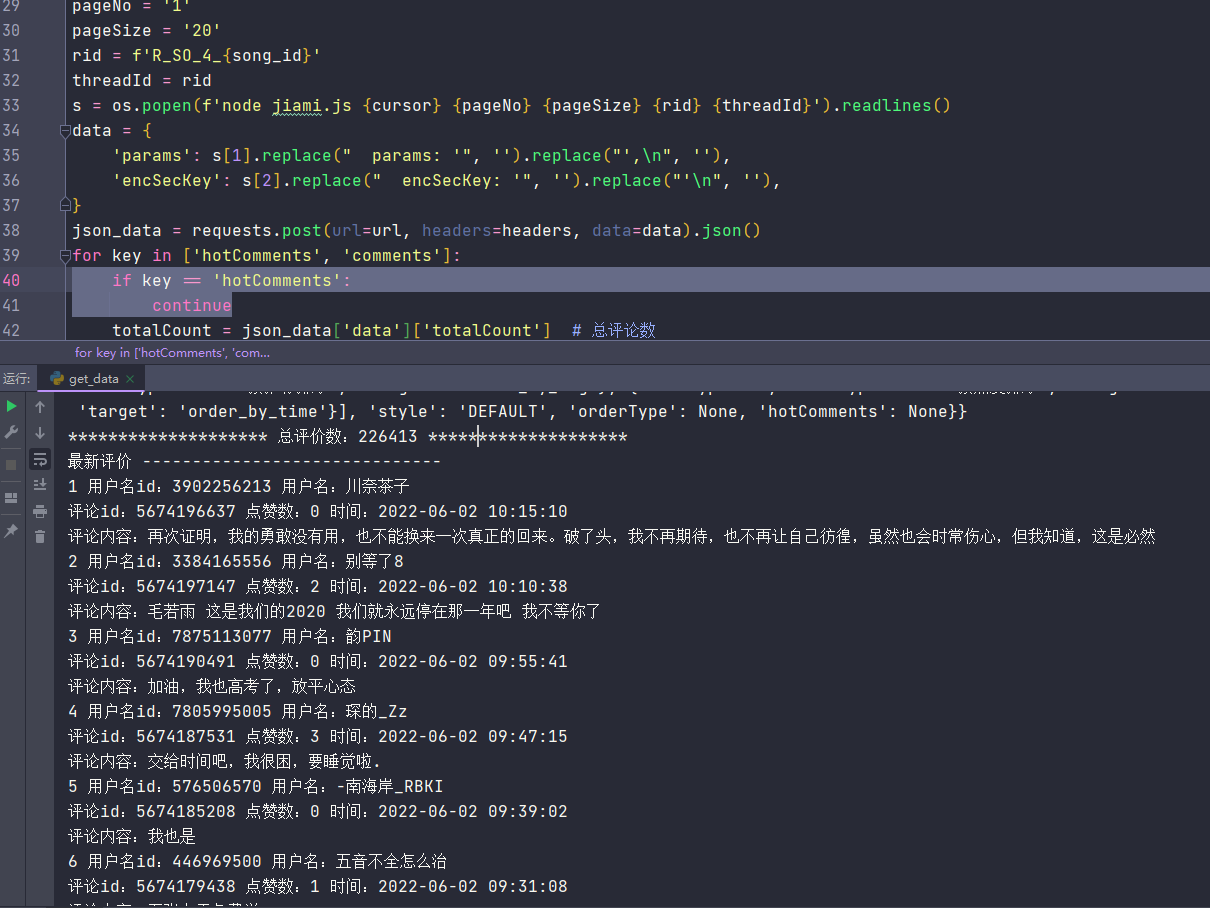 29 pageNo = '1'
30 pageSize = '20'
31 rid = f'R_SO_4_{song_id}'
32 threadId = rid
33 s = os.popen(f'node jiami.js {cursor} {pageNo} {pageSize} {rid} {threadId}').readlines()
34 data = {
35 'params': s[1].replace("  params: '", '').replace("',\n", ''),
36 'encSecKey': s[2].replace("  encSecKey: '", '').replace("'\n", ''),
37 }
38 json_data = requests.post(url=url, headers=headers, data=data).json()
39 for key in ['hotComments', 'comments']:
40 if key == 'hotComments':
41 continue
42 totalCount = json_data['data']['totalCount']  # 总评论数
for key in ['hotComments', 'com...
运行: get_data ×
'target': 'order_by_time'}], 'style': 'DEFAULT', 'orderType': None, 'hotComments': None}}
******************** 总评价数：226413 ********************
最新评价 ------------------------------
1 用户名id：3902256213 用户名：川奈茶子
评论id：5674196637 点赞数：0 时间：2022-06-02 10:15:10
评论内容：再次证明，我的勇敢没有用，也不能换来一次真正的回来。破了头，我不再期待，也不再让自己彷徨，虽然也会时常伤心，但我知道，这是必然
2 用户名id：3384165556 用户名：别等了8
评论id：5674197147 点赞数：2 时间：2022-06-02 10:10:38
评论内容：毛若雨 这是我们的2020 我们就永远停在那一年吧 我不等你了
3 用户名id：7875113077 用户名：韵PIN
评论id：5674190491 点赞数：0 时间：2022-06-02 09:55:41
评论内容：加油，我也高考了，放平心态
4 用户名id：7805995005 用户名：琛的_Zz
评论id：5674187531 点赞数：3 时间：2022-06-02 09:47:15
评论内容：交给时间吧，我很困，要睡觉啦.
5 用户名id：576506570 用户名：-南海岸_RBKI
评论id：5674185208 点赞数：0 时间：2022-06-02 09:39:02
评论内容：我也是
6 用户名id：446969500 用户名：五音不全怎么治
评论id：5674179438 点赞数：1 时间：2022-06-02 09:31:08